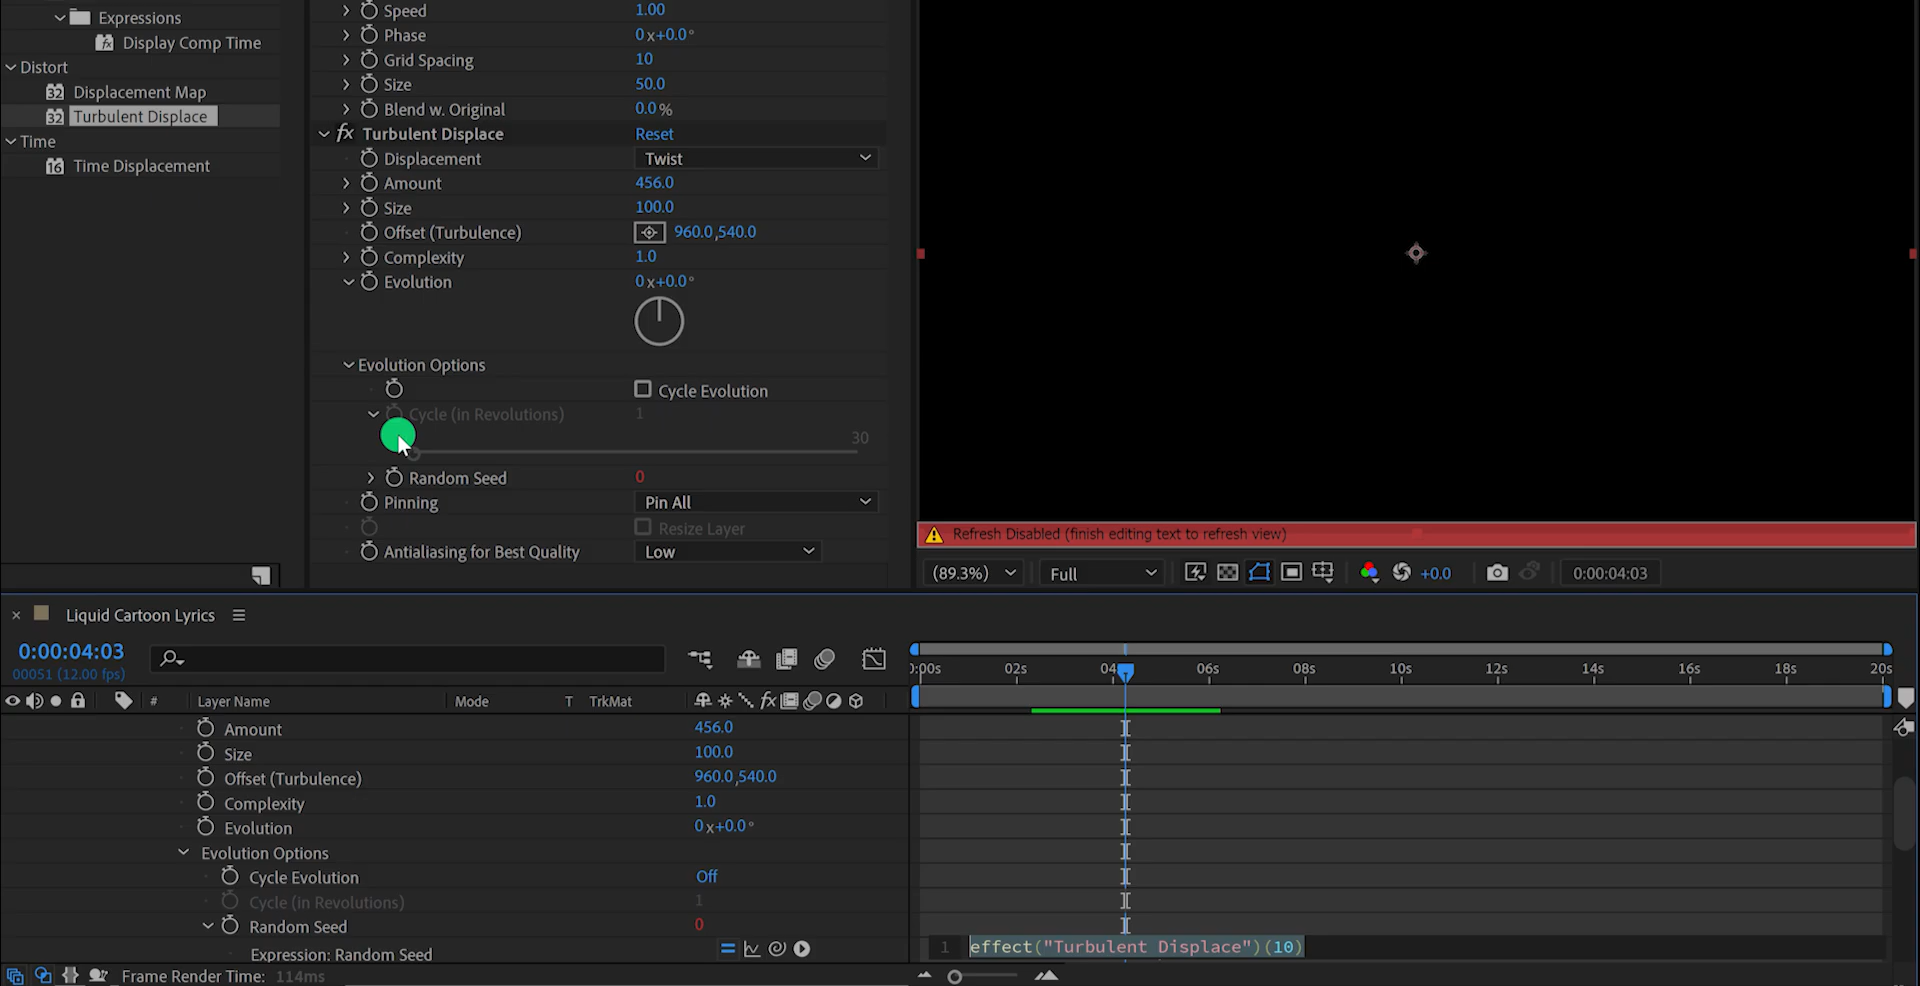 Expressions
Display Comp Time
Distort
32 Displacement Map
32 Turbulent Displace
Time
16 Time Displacement
Speed 1.00
Phase 0x+0.0°
Grid Spacing 10
Size 50.0
Blend w. Original 0.0%
fx Turbulent Displace Reset
Displacement Twist
Amount 456.0
Size 100.0
Offset (Turbulence) 960.0,540.0
Complexity 1.0
Evolution 0x+0.0°
Evolution Options
Cycle Evolution
Cycle (in Revolutions) 1
30
Random Seed 0
Pinning Pin All
Resize Layer
Antialiasing for Best Quality Low
Refresh Disabled (finish editing text to refresh view)
(89.3%) Full +0.0 0:00:04:03
Liquid Cartoon Lyrics
0:00:04:03
00051 (12.00 fps)
):00s 02s 04 06s 08s 10s 12s 14s 16s 18s 20s
# Layer Name Mode T TrkMat fx
Amount 456.0
Size 100.0
Offset (Turbulence) 960.0,540.0
Complexity 1.0
Evolution 0x+0.0°
Evolution Options
Cycle Evolution Off
Cycle (in Revolutions) 1
Random Seed 0
Expression: Random Seed
1 effect("Turbulent Displace")(10)
Frame Render Time: 114ms